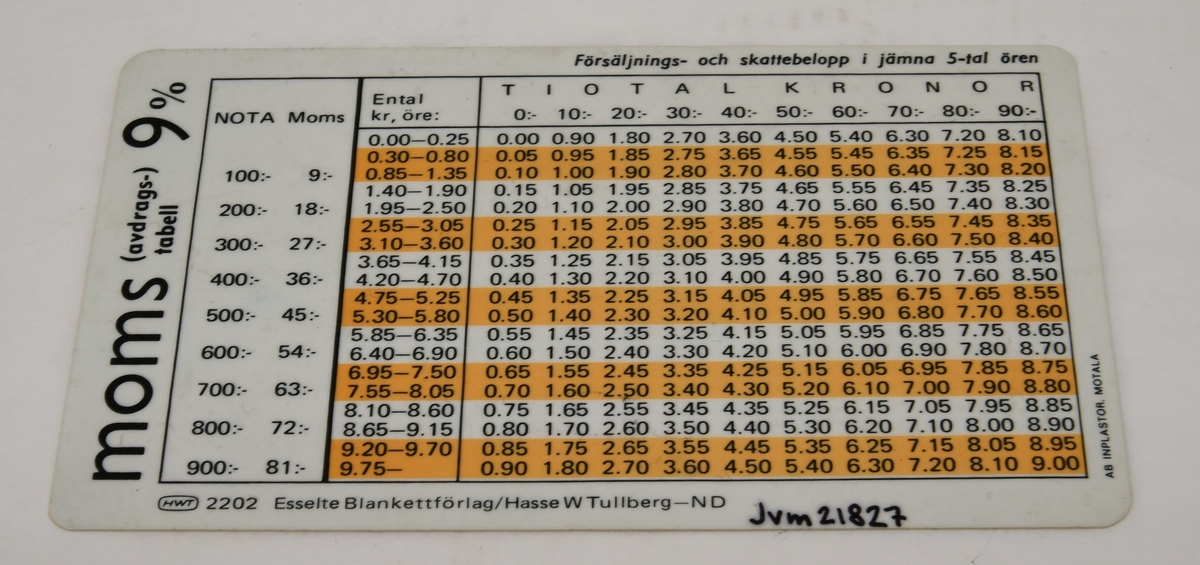 Försäljnings- och skattebelopp i jämna 5-tal ören
moms (avdrags-) tabell 9%
NOTA Moms
100:- 9:-
200:- 18:-
300:- 27:-
400:- 36:-
500:- 45:-
600:- 54:-
700:- 63:-
800:- 72:-
900:- 81:-
Ental kr, öre: TIOTAL KRONOR
0:- 10:- 20:- 30:- 40:- 50:- 60:- 70:- 80:- 90:-
0.00–0.25 0.00 0.90 1.80 2.70 3.60 4.50 5.40 6.30 7.20 8.10
0.30–0.80 0.05 0.95 1.85 2.75 3.65 4.55 5.45 6.35 7.25 8.15
0.85–1.35 0.10 1.00 1.90 2.80 3.70 4.60 5.50 6.40 7.30 8.20
1.40–1.90 0.15 1.05 1.95 2.85 3.75 4.65 5.55 6.45 7.35 8.25
1.95–2.50 0.20 1.10 2.00 2.90 3.80 4.70 5.60 6.50 7.40 8.30
2.55–3.05 0.25 1.15 2.05 2.95 3.85 4.75 5.65 6.55 7.45 8.35
3.10–3.60 0.30 1.20 2.10 3.00 3.90 4.80 5.70 6.60 7.50 8.40
3.65–4.15 0.35 1.25 2.15 3.05 3.95 4.85 5.75 6.65 7.55 8.45
4.20–4.70 0.40 1.30 2.20 3.10 4.00 4.90 5.80 6.70 7.60 8.50
4.75–5.25 0.45 1.35 2.25 3.15 4.05 4.95 5.85 6.75 7.65 8.55
5.30–5.80 0.50 1.40 2.30 3.20 4.10 5.00 5.90 6.80 7.70 8.60
5.85–6.35 0.55 1.45 2.35 3.25 4.15 5.05 5.95 6.85 7.75 8.65
6.40–6.90 0.60 1.50 2.40 3.30 4.20 5.10 6.00 6.90 7.80 8.70
6.95–7.50 0.65 1.55 2.45 3.35 4.25 5.15 6.05 6.95 7.85 8.75
7.55–8.05 0.70 1.60 2.50 3.40 4.30 5.20 6.10 7.00 7.90 8.80
8.10–8.60 0.75 1.65 2.55 3.45 4.35 5.25 6.15 7.05 7.95 8.85
8.65–9.15 0.80 1.70 2.60 3.50 4.40 5.30 6.20 7.10 8.00 8.90
9.20–9.70 0.85 1.75 2.65 3.55 4.45 5.35 6.25 7.15 8.05 8.95
9.75– 0.90 1.80 2.70 3.60 4.50 5.40 6.30 7.20 8.10 9.00
AB INPLASTOR. MOTALA
HWT 2202 Esselte Blankettförlag/Hasse W Tullberg–ND
Jvm21827